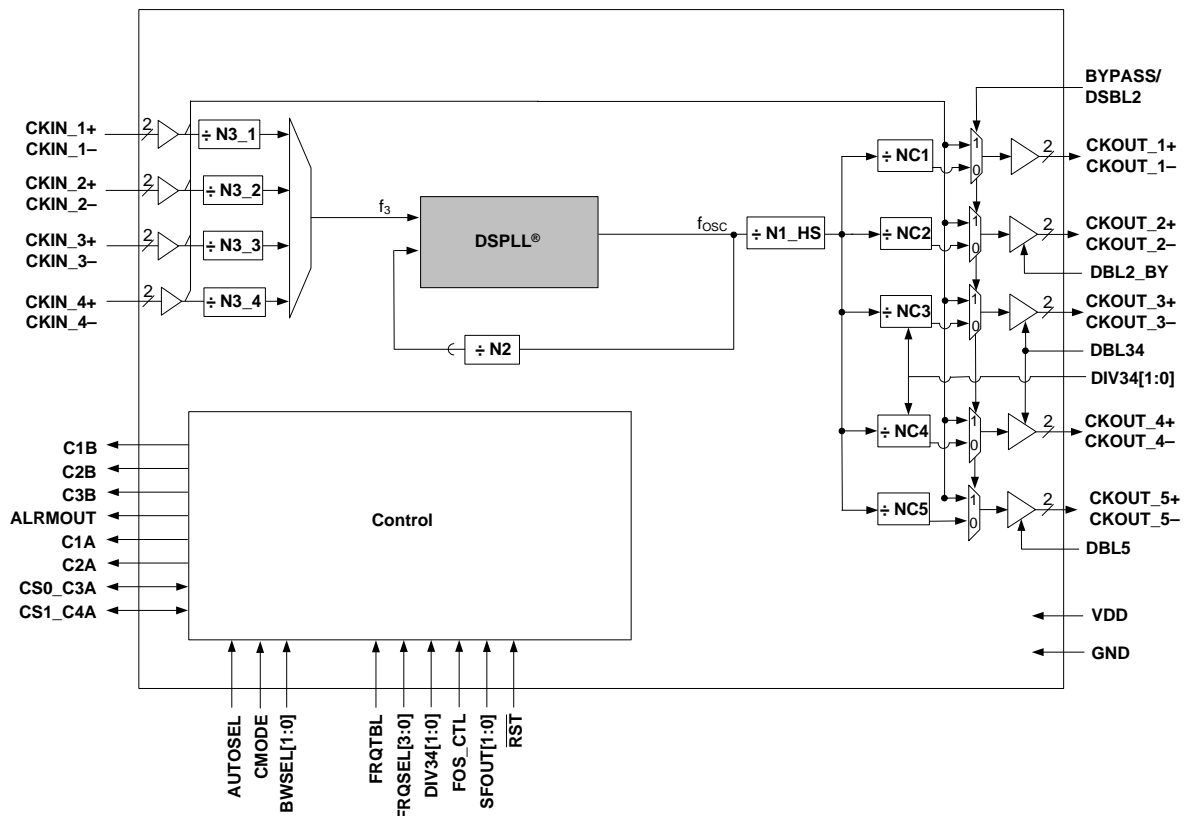 BYPASS/
DSBL2
CKIN_1+
CKIN_1–
2
÷ N3_1
CKIN_2+
CKIN_2–
2
÷ N3_2
CKIN_3+
CKIN_3–
2
÷ N3_3
CKIN_4+
CKIN_4–
2
÷ N3_4
f3
DSPLL®
fOSC
÷ N1_HS
÷ N2
÷ NC1
1
0
2
CKOUT_1+
CKOUT_1–
÷ NC2
1
0
2
CKOUT_2+
CKOUT_2–
DBL2_BY
÷ NC3
1
0
2
CKOUT_3+
CKOUT_3–
DBL34
DIV34[1:0]
÷ NC4
1
0
2
CKOUT_4+
CKOUT_4–
÷ NC5
1
0
2
CKOUT_5+
CKOUT_5–
DBL5
VDD
GND
C1B
C2B
C3B
ALRMOUT
C1A
C2A
CS0_C3A
CS1_C4A
Control
AUTOSEL
CMODE
BWSEL[1:0]
FRQTBL
FRQSEL[3:0]
DIV34[1:0]
FOS_CTL
SFOUT[1:0]
RST